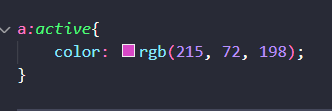 a:active{
    color: rgb(215, 72, 198);
}